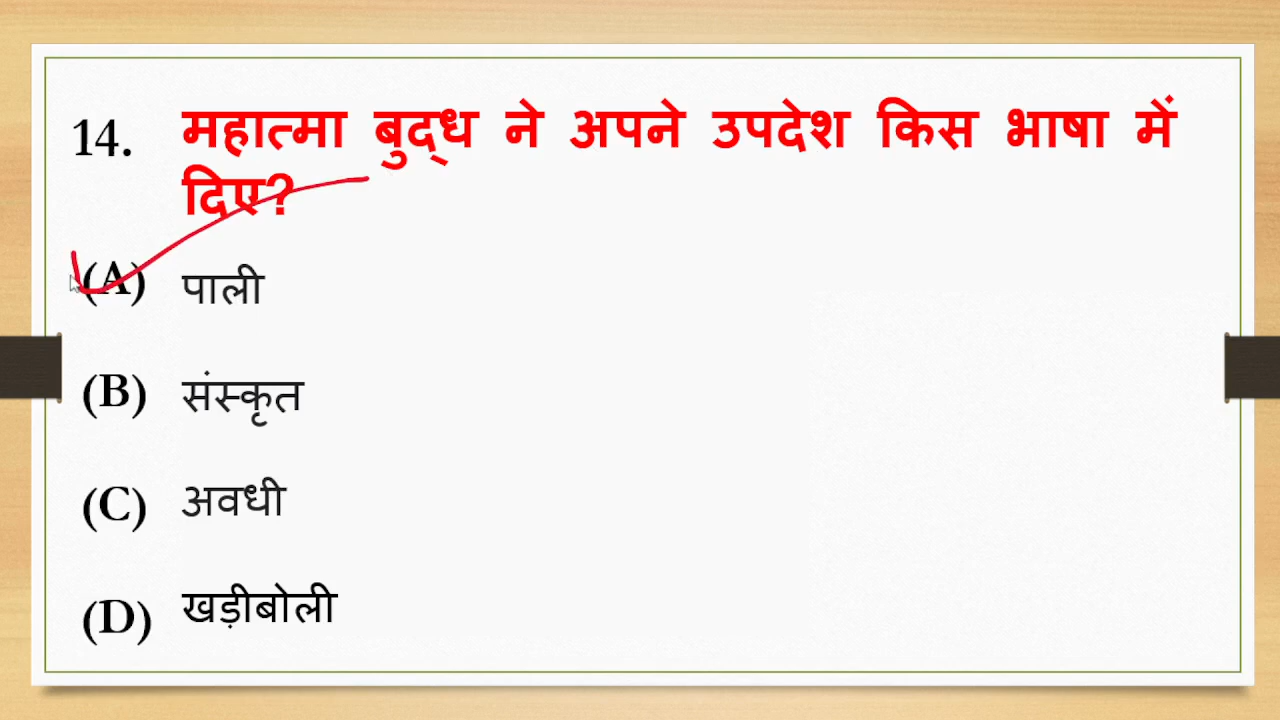 14. महात्मा बुद्ध ने अपने उपदेश किस भाषा में
दिए?
(A) पाली
(B) संस्कृत
(C) अवधी
(D) खड़ीबोली